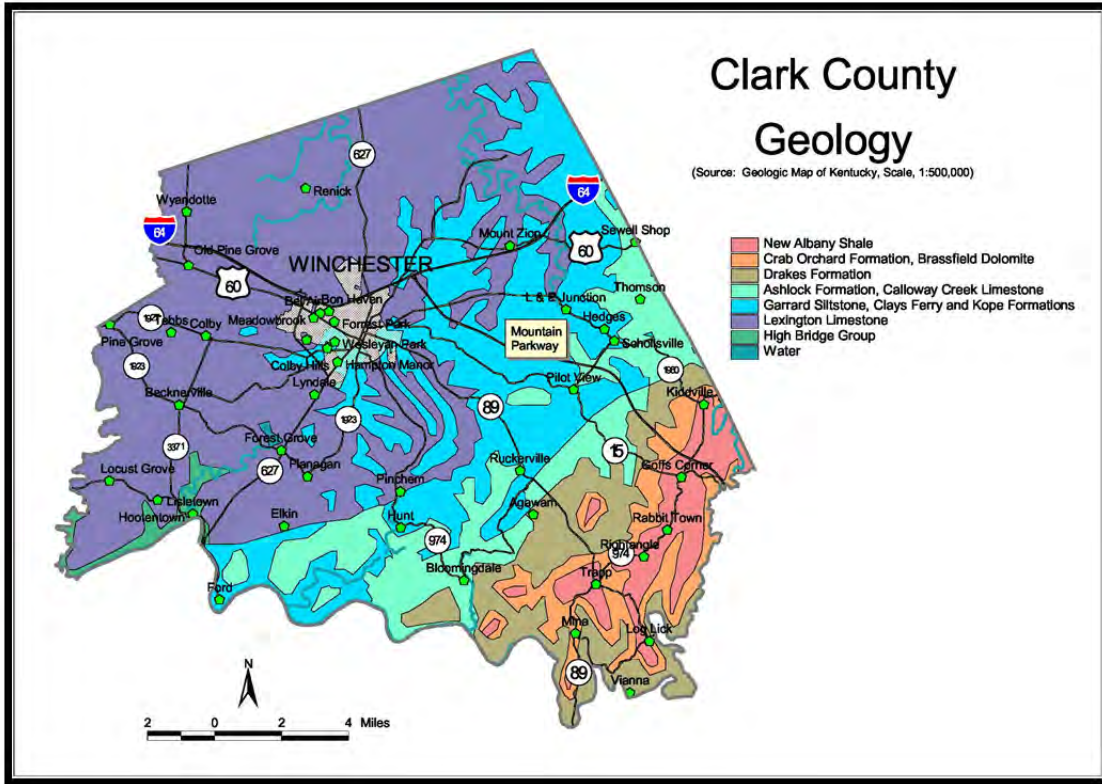 Clark County
Geology
(Source: Geologic Map of Kentucky, Scale, 1:500,000)
New Albany Shale
Crab Orchard Formation, Brassfield Dolomite
Drakes Formation
Ashlock Formation, Calloway Creek Limestone
Garrard Siltstone, Clays Ferry and Kope Formations
Lexington Limestone
High Bridge Group
Water
627
Renick
Wyandotte
64
64
Old Pine Grove
60
WINCHESTER
Mount Zion
60
Sewell Shop
Thomson
L & E Junction
Hedges
Schollsville
Mountain
Parkway
Bel Air
Bon Haven
Meadowbrook
Forrest Park
Wesleyan Park
Colby Hills
Hampton Manor
Lyndale
Colby
Pine Grove
1923
Becknerville
1923
89
Pilot View
1960
Kiddville
3371
Forest Grove
627
Planagan
Locust Grove
Lisletown
Hootentown
Elkin
Pinchem
Hunt
Ruckerville
Agawam
15
Goffs Corner
Rabbit Town
Rightangle
974
974
Bloomingdale
Trapp
Ford
Mina
Log Lick
89
Vianna
N
2 0 2 4 Miles